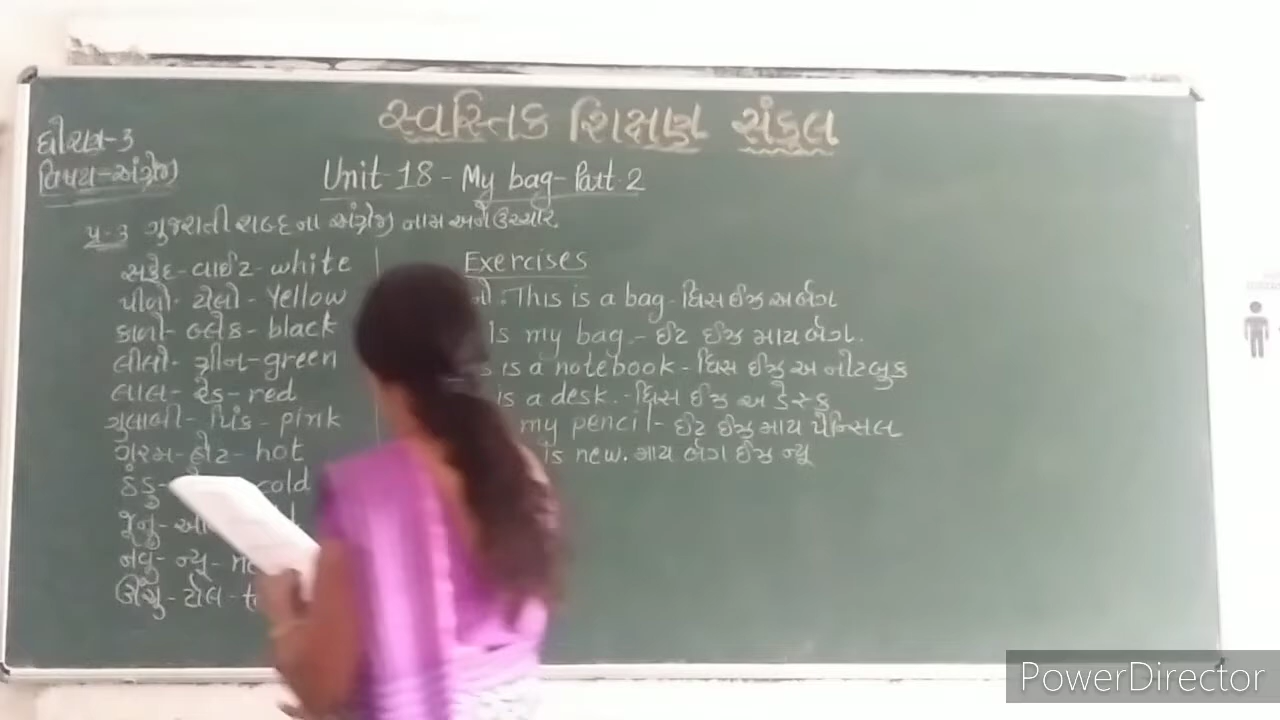 સ્વસ્તિક શિક્ષણ સંકુલ
ધોરણ-3
વિષય-અંગ્રેજી
Unit-18 - My bag - Part-2
પ્ર-૩ ગુજરાતી શબ્દના અંગ્રેજી નામ અને ઉચ્ચાર
સફેદ - વાઈટ - white
પીળો - યેલો - Yellow
કાળો - બ્લેક - black
લીલો - ગ્રીન - green
લાલ - રેડ - red
ગુલાબી - પિંક - pink
ગરમ - હોટ - hot
ઠંડુ - cold
જૂનુ -
નવુ - ન્યૂ -
ઊંચુ - ટોલ -
Exercises
This is a bag - ધિસ ઈઝ અ બેગ
is my bag. - ઈટ ઈઝ માય બેગ.
is a notebook - ધિસ ઈઝ અ નોટબુક
is a desk. - ધિસ ઈઝ અ ડેસ્ક
my pencil - ઈટ ઈઝ માય પેન્સિલ
is new. માય બેગ ઈઝ ન્યૂ
PowerDirector